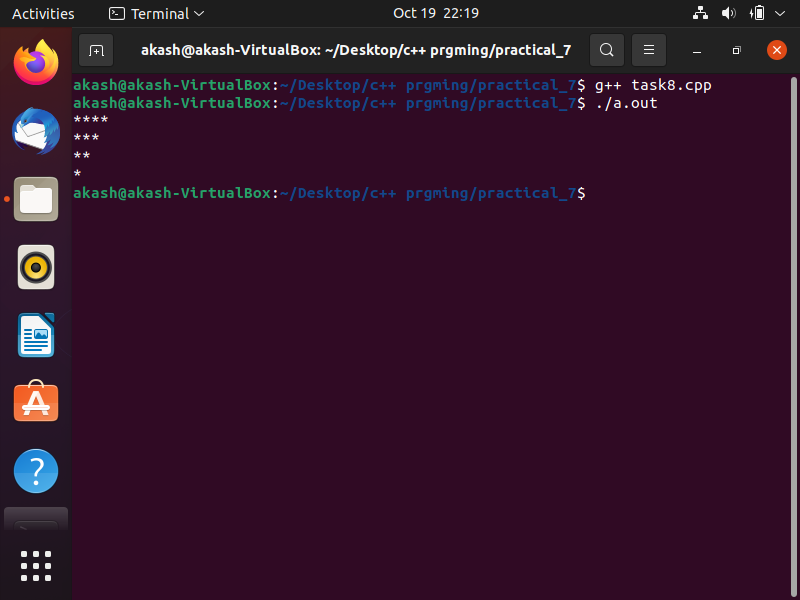 Activities Terminal Oct 19 22:19
akash@akash-VirtualBox: ~/Desktop/c++ prgming/practical_7
akash@akash-VirtualBox:~/Desktop/c++ prgming/practical_7$ g++ task8.cpp
akash@akash-VirtualBox:~/Desktop/c++ prgming/practical_7$ ./a.out
****
***
**
*
akash@akash-VirtualBox:~/Desktop/c++ prgming/practical_7$